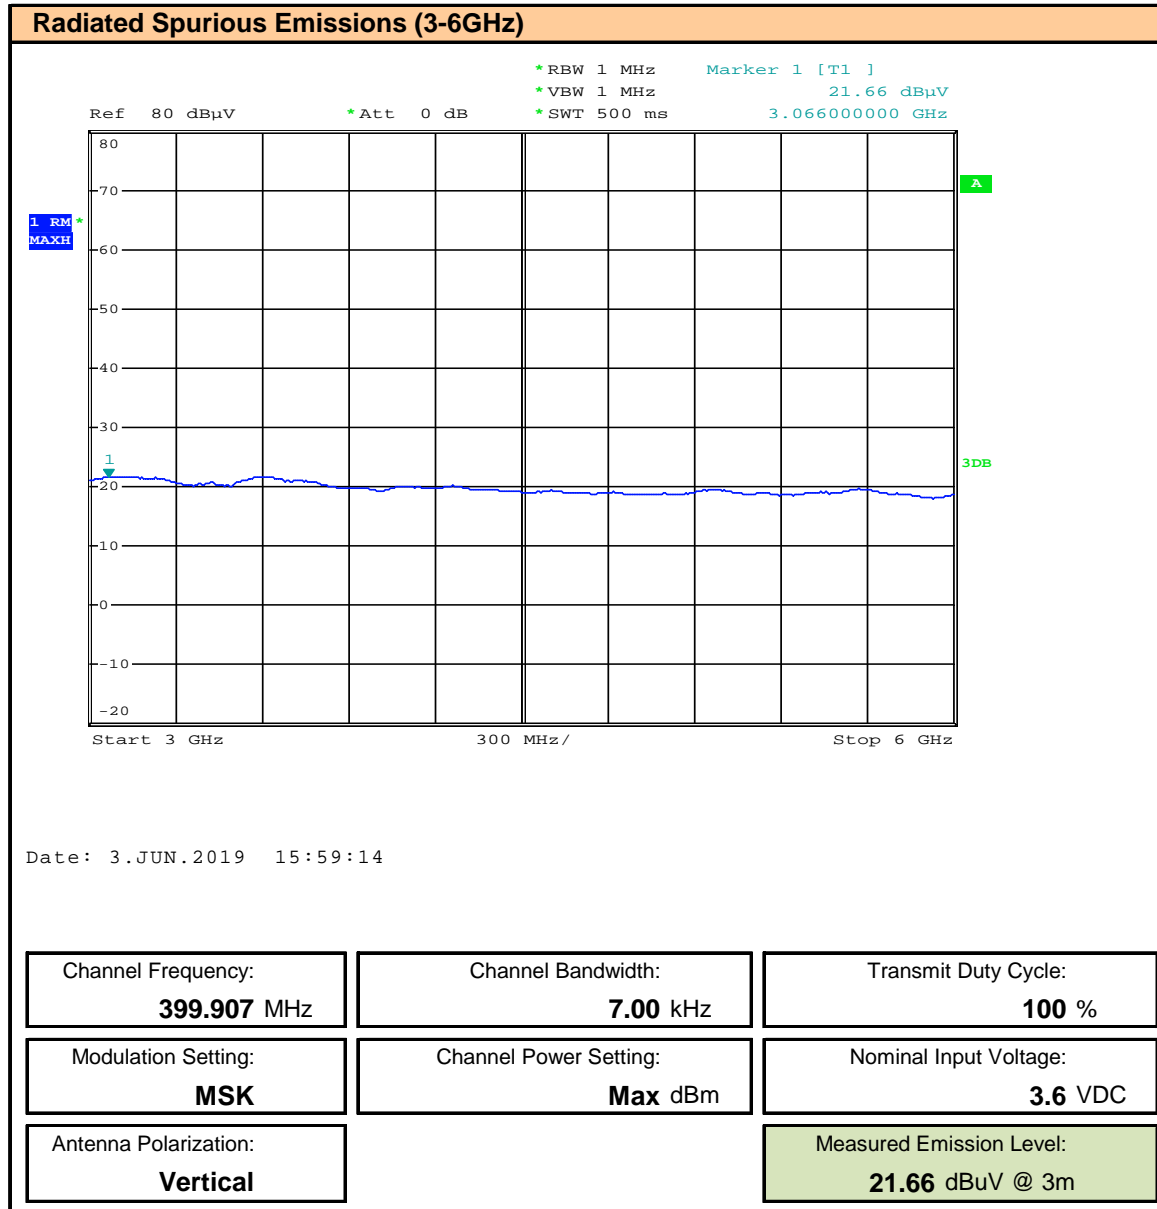 Radiated Spurious Emissions (3-6GHz)
*RBW 1 MHz Marker 1 [T1 ]
*VBW 1 MHz 21.66 dBµV
Ref 80 dBµV *Att 0 dB *SWT 500 ms 3.066000000 GHz
80
70
A
1 RM *
MAXH
60
50
40
30
1
3DB
20
10
0
-10
-20
Start 3 GHz 300 MHz/ Stop 6 GHz
Date: 3.JUN.2019 15:59:14
Channel Frequency: Channel Bandwidth: Transmit Duty Cycle:
399.907 MHz 7.00 kHz 100 %
Modulation Setting: Channel Power Setting: Nominal Input Voltage:
MSK Max dBm 3.6 VDC
Antenna Polarization: Measured Emission Level:
Vertical 21.66 dBuV @ 3m